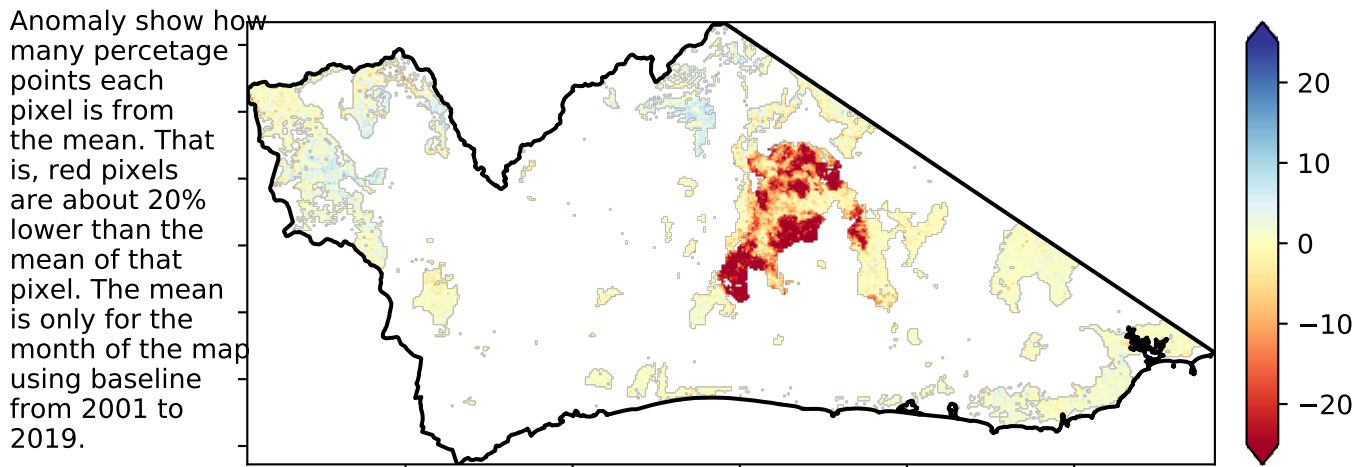 Anomaly show how
many percetage
points each
pixel is from
the mean. That
is, red pixels
are about 20%
lower than the
mean of that
pixel. The mean
is only for the
month of the map
using baseline
from 2001 to
2019.
20
10
0
−10
−20